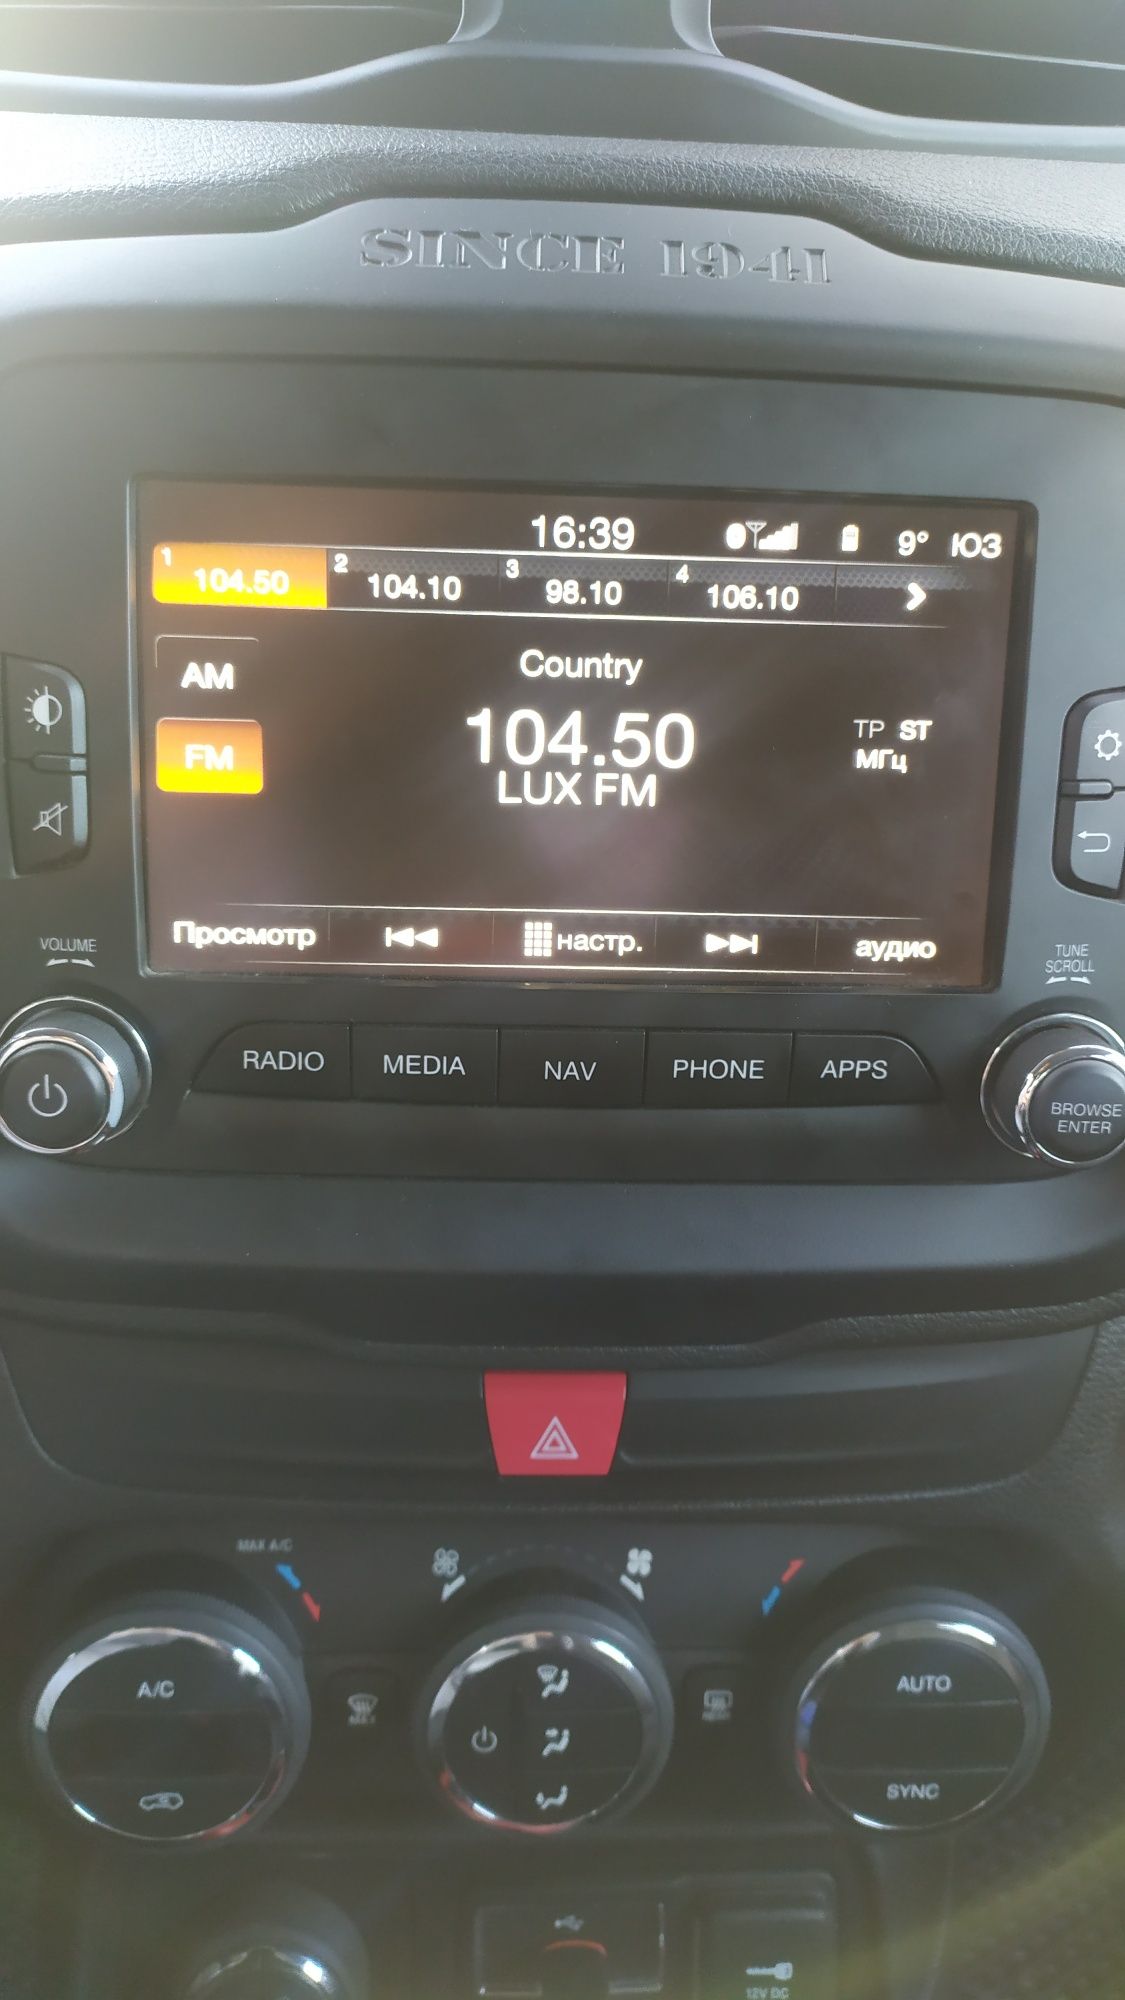 SINCE 1941
16:39 9° ЮЗ
1 104.50 2 104.10 3 98.10 4 106.10
AM
Country
FM
104.50
TP ST
МГц
LUX FM
Просмотр настр. аудио
VOLUME
TUNE
SCROLL
RADIO MEDIA NAV PHONE APPS
BROWSE
ENTER
MAX A/C
A/C
AUTO
SYNC
12V DC